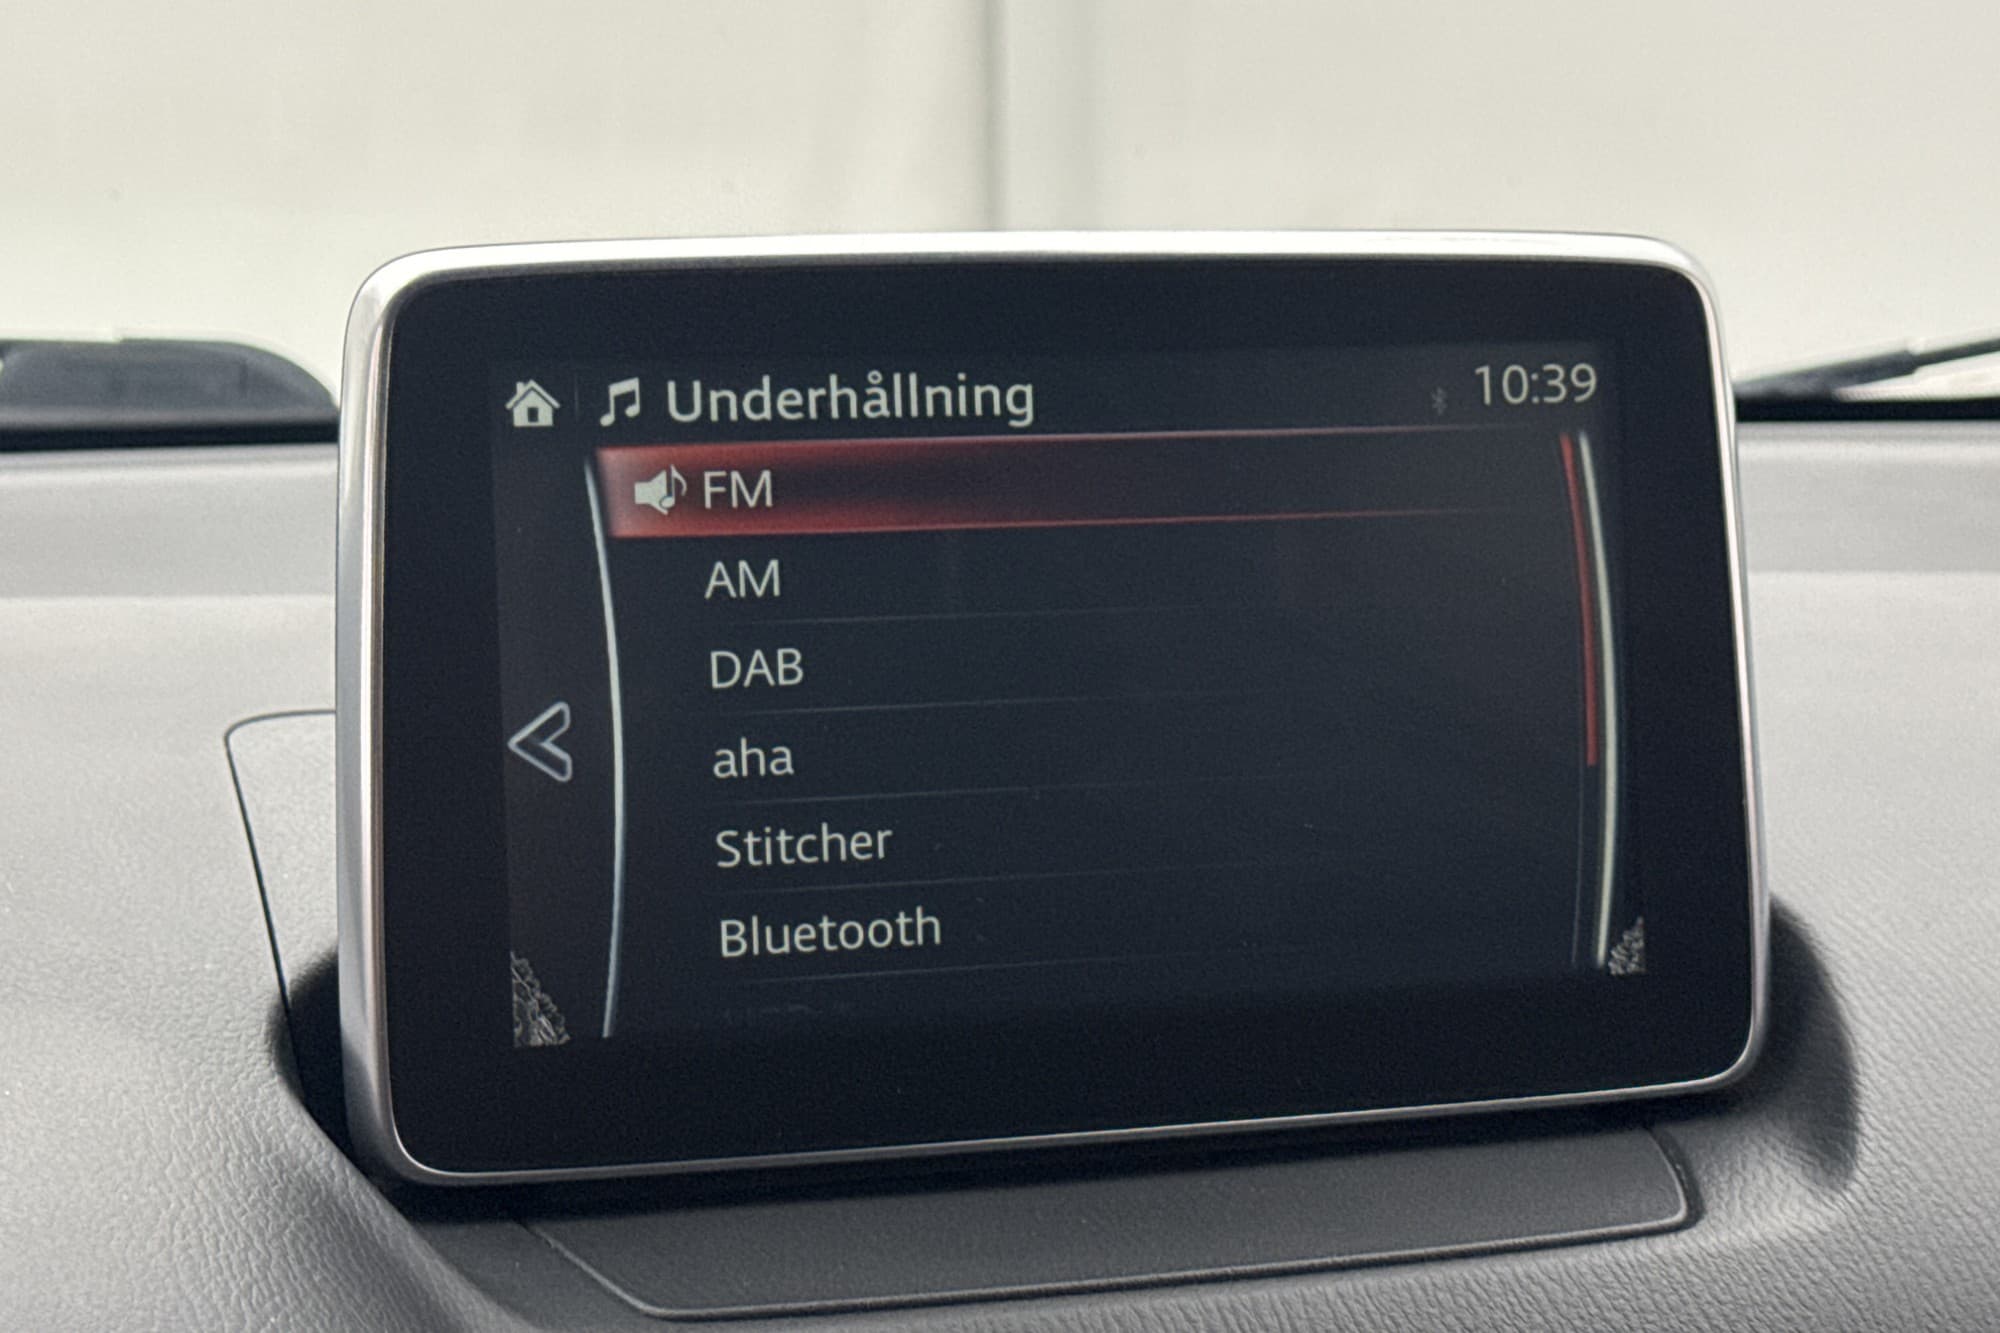 Underhållning
10:39
FM
AM
DAB
aha
Stitcher
Bluetooth